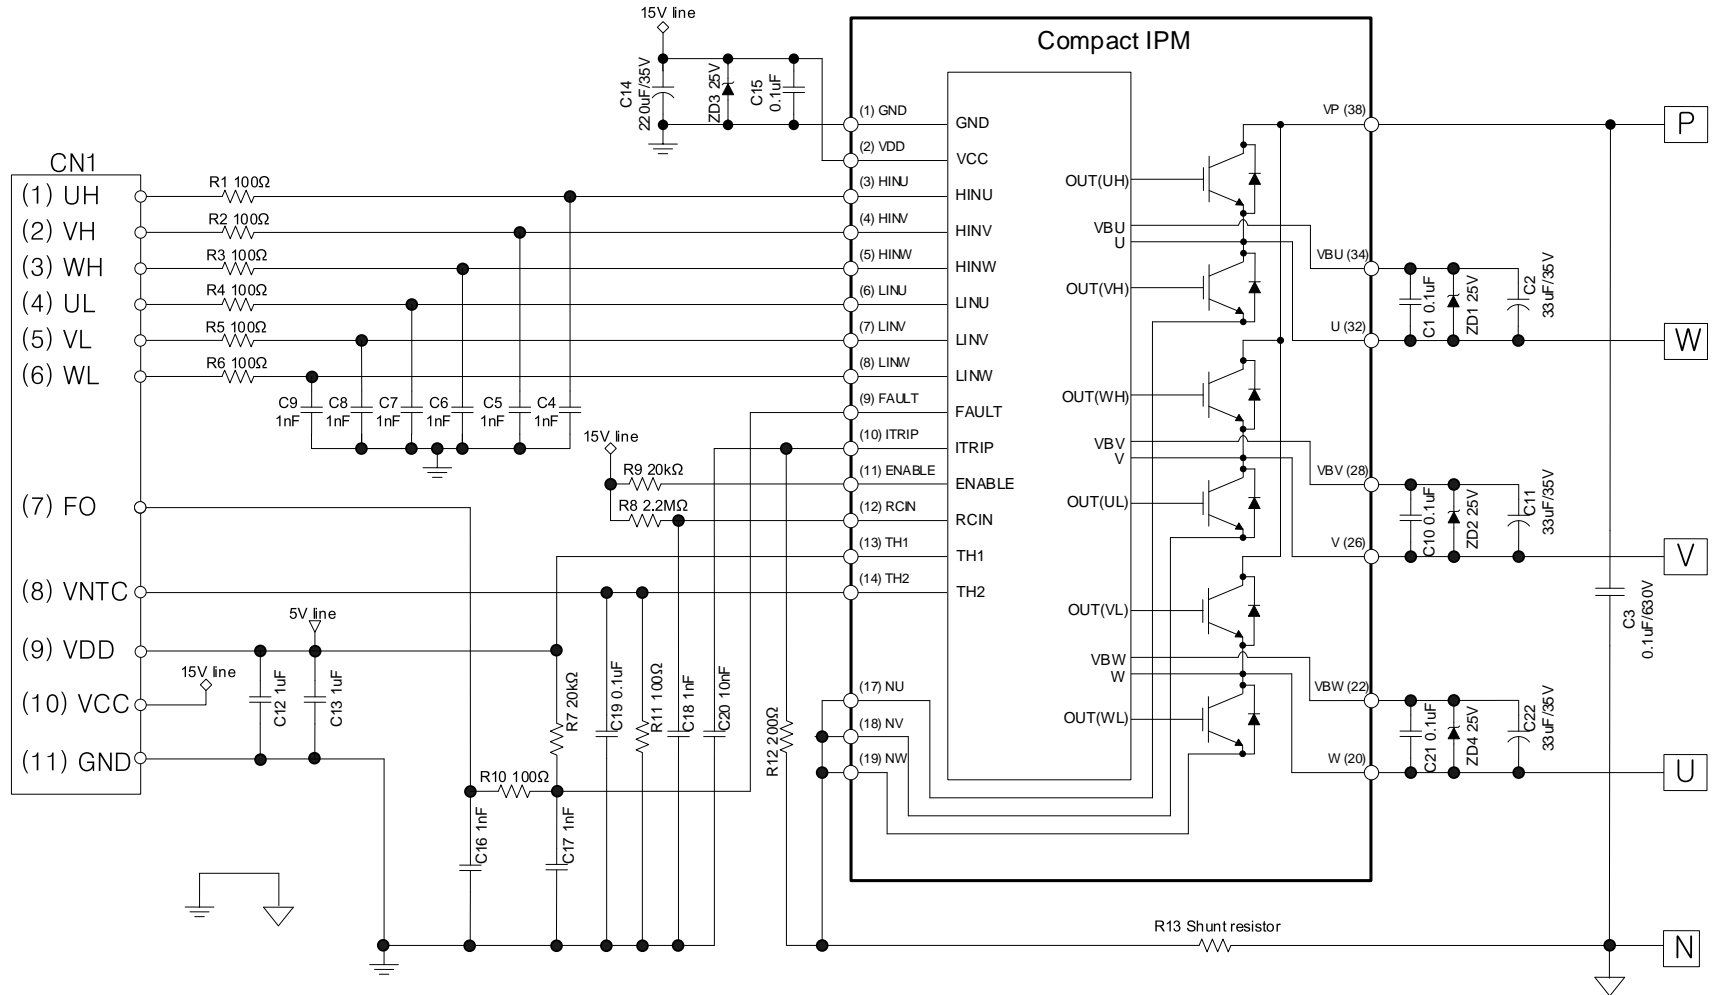 15V line
C14
220uF/35V
ZD3 25V
C15
0.1uF
Compact IPM
(1) GND
GND
(2) VDD
VCC
(3) HINU
HINU
(4) HINV
HINV
(5) HINW
HINW
(6) LINU
LINU
(7) LINV
LINV
(8) LINW
LINW
(9) FAULT
FAULT
(10) ITRIP
ITRIP
(11) ENABLE
ENABLE
(12) RCIN
RCIN
(13) TH1
TH1
(14) TH2
TH2
(17) NU
(18) NV
(19) NW
OUT(UH)
VBU
U
OUT(VH)
OUT(WH)
VBV
V
OUT(UL)
OUT(VL)
VBW
W
OUT(WL)
VP (38)
VBU (34)
U (32)
VBV (28)
V (26)
VBW (22)
W (20)
P
W
V
U
N
C1 0.1uF
ZD1 25V
C2
33uF/35V
C10 0.1uF
ZD2 25V
C11
33uF/35V
C21 0.1uF
ZD4 25V
C22
33uF/35V
C3
0.1uF/630V
CN1
(1) UH
(2) VH
(3) WH
(4) UL
(5) VL
(6) WL
(7) FO
(8) VNTC
(9) VDD
(10) VCC
(11) GND
R1 100Ω
R2 100Ω
R3 100Ω
R4 100Ω
R5 100Ω
R6 100Ω
C9
1nF
C8
1nF
C7
1nF
C6
1nF
C5
1nF
C4
1nF
15V line
R9 20kΩ
R8 2.2MΩ
5V line
15V line
C12 1uF
C13 1uF
R7 20kΩ
C19 0.1uF
R11 100Ω
C18 1nF
C20 10nF
R12 200Ω
R10 100Ω
C16 1nF
C17 1nF
R13 Shunt resistor